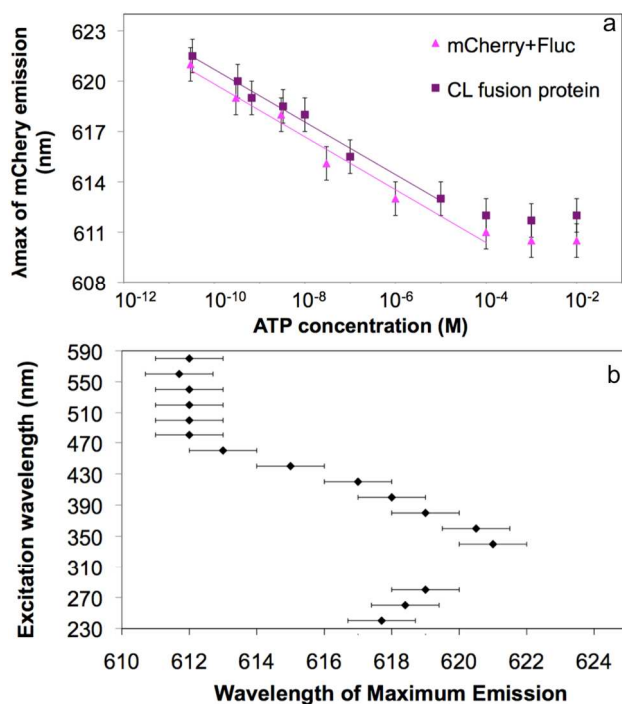 a
623
620
617
614
611
608
λmax of mCherry emission
(nm)
mCherry+Fluc
CL fusion protein
10-12 10-10 10-8 10-6 10-4 10-2
ATP concentration (M)
b
590
550
510
470
430
390
350
310
270
230
Excitation wavelength (nm)
610 612 614 616 618 620 622 624
Wavelength of Maximum Emission